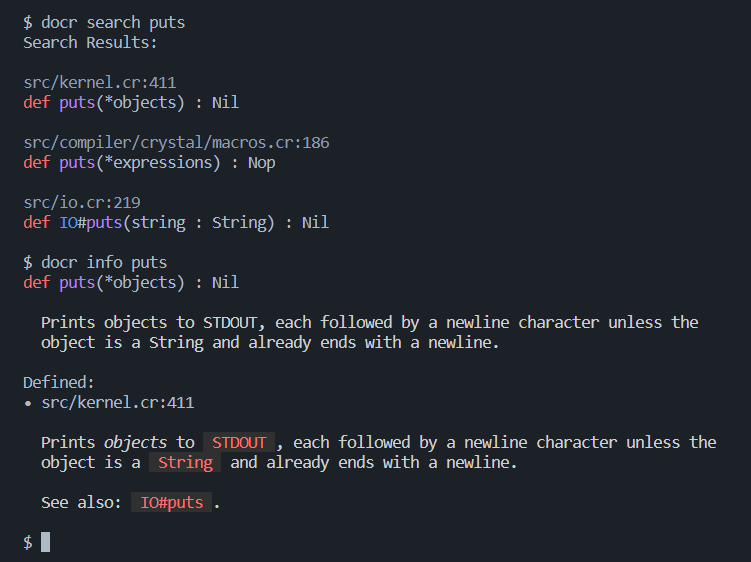 $ docr search puts
Search Results:
src/kernel.cr:411
def puts(*objects) : Nil
src/compiler/crystal/macros.cr:186
def puts(*expressions) : Nop
src/io.cr:219
def IO#puts(string : String) : Nil
$ docr info puts
def puts(*objects) : Nil
Prints objects to STDOUT, each followed by a newline character unless the
object is a String and already ends with a newline.
Defined:
• src/kernel.cr:411
Prints objects to STDOUT , each followed by a newline character unless the
object is a String and already ends with a newline.
See also: IO#puts .
$